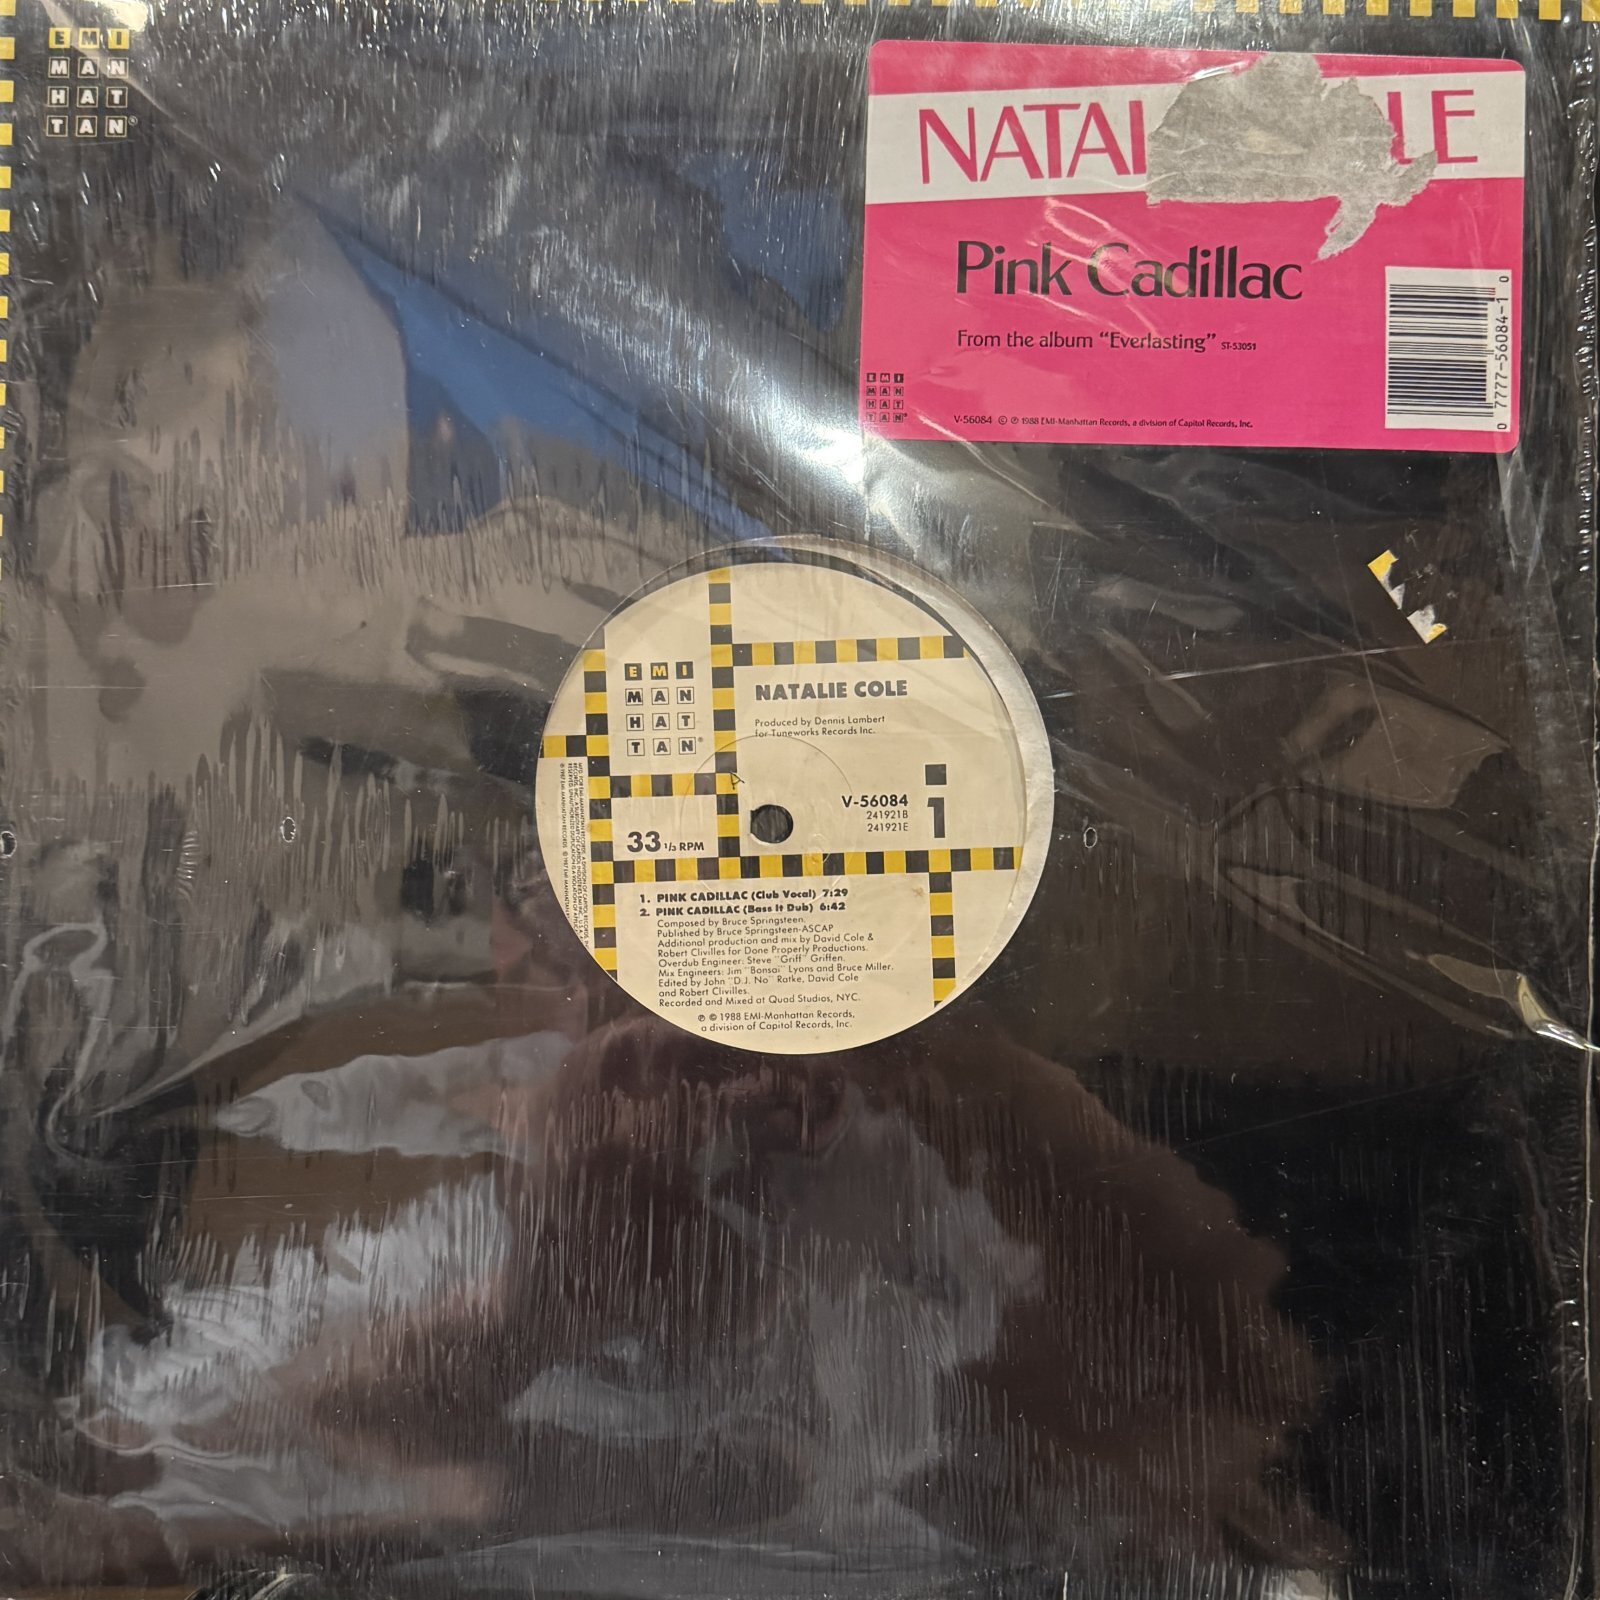 EMI
MAN
HAT
TAN®
NATAL LE
Pink Cadillac
From the album "Everlasting" ST-53051
EMI
MAN
HAT
TAN®
V-56084 © ℗ 1988 EMI-Manhattan Records, a division of Capitol Records, Inc.
0 7777-56084-1 0
EMI
MAN
HAT
TAN®
NATALIE COLE
Produced by Dennis Lambert
for Tuneworks Records Inc.
33 1/3 RPM
V-56084
241921B
241921E
1
1. PINK CADILLAC (Club Vocal) 7:29
2. PINK CADILLAC (Bass It Dub) 6:42
Composed by Bruce Springsteen.
Published by Bruce Springsteen-ASCAP
Additional production and mix by David Cole &
Robert Clivilles for Done Properly Productions.
Overdub Engineer: Steve "Griff" Griffen.
Mix Engineers: Jim "Bonsai" Lyons and Bruce Miller.
Edited by John "D.J. No" Ratke, David Cole
and Robert Clivilles.
Recorded and Mixed at Quad Studios, NYC.
℗ © 1988 EMI-Manhattan Records,
a division of Capitol Records, Inc.